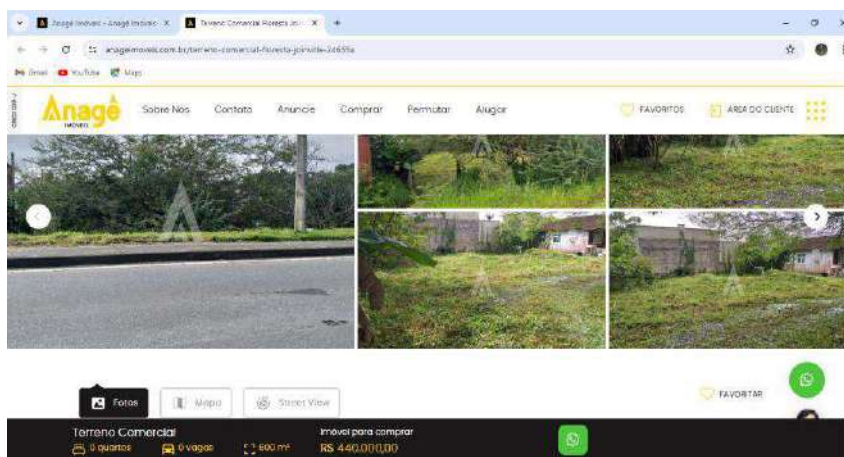 Anagê Imóveis - Anagê Imóveis
Terreno Comercial Floresta Joi
anageimoveis.com.br/terreno-comercial-floresta-joinville-24655a
Gmail YouTube Maps
Anagê Sobre Nós Contato Anuncie Comprar Permutar Alugar FAVORITOS ÁREA DO CLIENTE
IMÓVEIS
Fotos Mapa Street View FAVORITAR
Terreno Comercial Imóvel para comprar
0 quartos 0 vagas 600 m² R$ 440.000,00